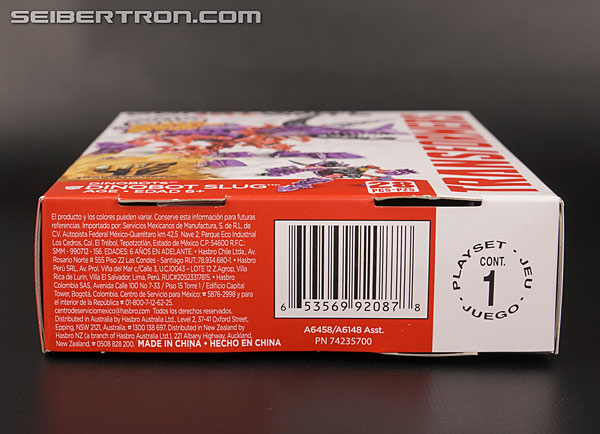 SEIBERTRON.COM
TRANSFORMERS
DINOBOTS
DINOBOT SLUG
AGE • EDAD 6+
El producto y los colores pueden variar. Conserve esta información para futuras
referencias. Importado por: Servicios Mexicanos de Manufactura, S. de R.L. de
C.V. Autopista Federal México-Querétaro km 42,5 Nave 2, Parque Eco Industrial
Los Cedros, Col. El Trébol, Tepotzotlán, Estado de México C.P. 54600 R.F.C.:
SMM - 990712 - 156. EDADES: 6 AÑOS EN ADELANTE. • Hasbro Chile Ltda., Av.
Rosario Norte # 555 Piso 22 Las Condes - Santiago RUT.:78.934.680-1. • Hasbro
Perú SRL., Av. Prol. Viña del Mar c/Calle 3, U.C.10043 - LOTE 12 Z.Agrop, Villa
Rica de Lurín, Villa El Salvador, Lima, Perú. RUC#20523317815. • Hasbro
Colombia SAS, Avenida Calle 100 No 7-33 / Piso 15 Torre 1 / Edificio Capital
Tower, Bogotá, Colombia. Centro de Servicio para México: # 5876-2998 y para
el interior de la República # 01-800-712-62-25.
centrodeserviciomexico@hasbro.com Todos los derechos reservados.
Distributed in Australia by Hasbro Australia Ltd., Level 2, 37-41 Oxford Street,
Epping, NSW 2121, Australia. # 1300 138 697. Distributed in New Zealand by
Hasbro NZ (a branch of Hasbro Australia Ltd.), 221 Albany Highway, Auckland,
New Zealand. # 0508 828 200. MADE IN CHINA. • HECHO EN CHINA.
6 53569 92087 8
A6458/A6148 Asst.
PN 74235700
PLAYSET - JEU
CONT.
1
JUEGO